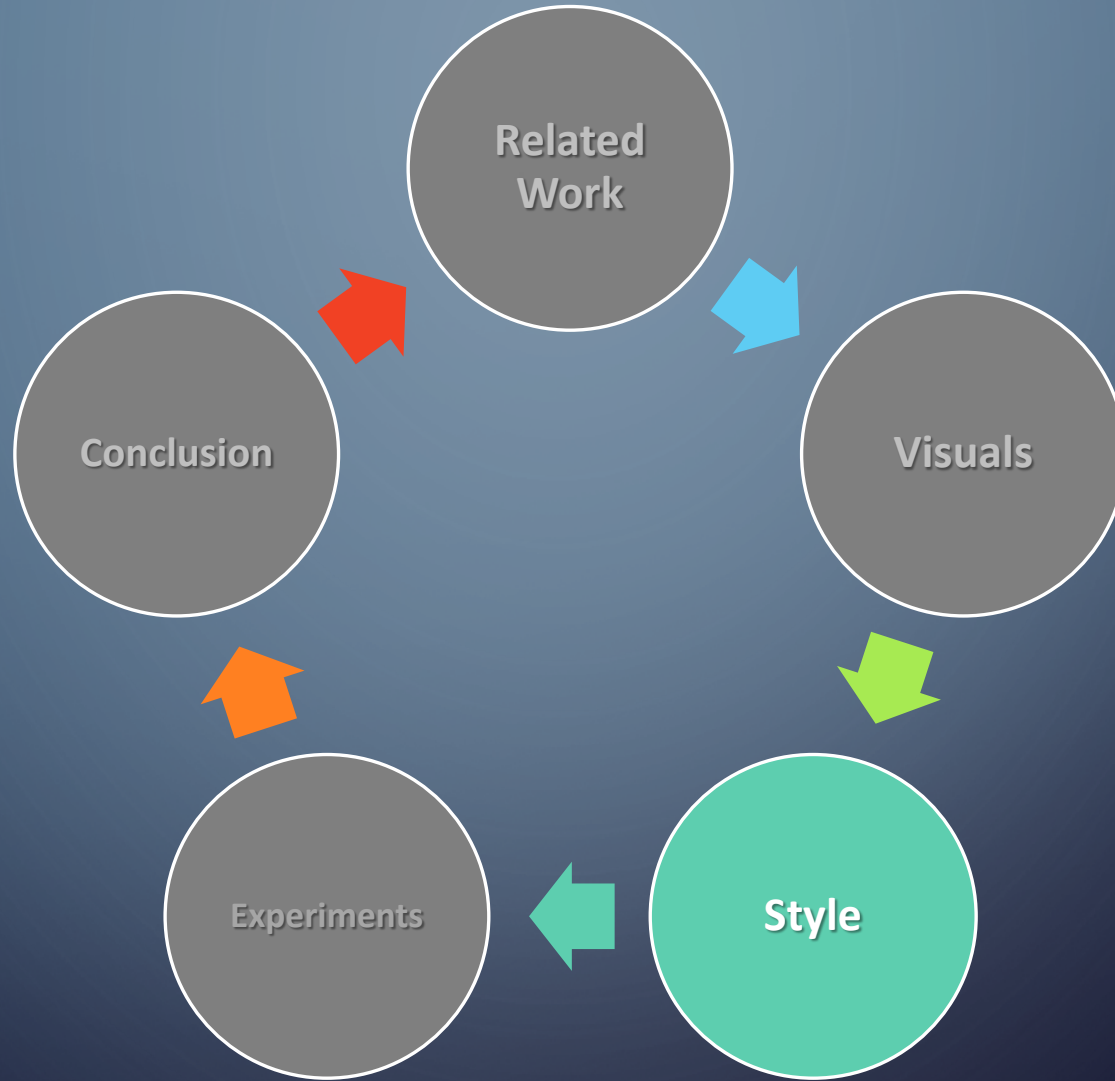 Related
Work
Visuals
Style
Experiments
Conclusion